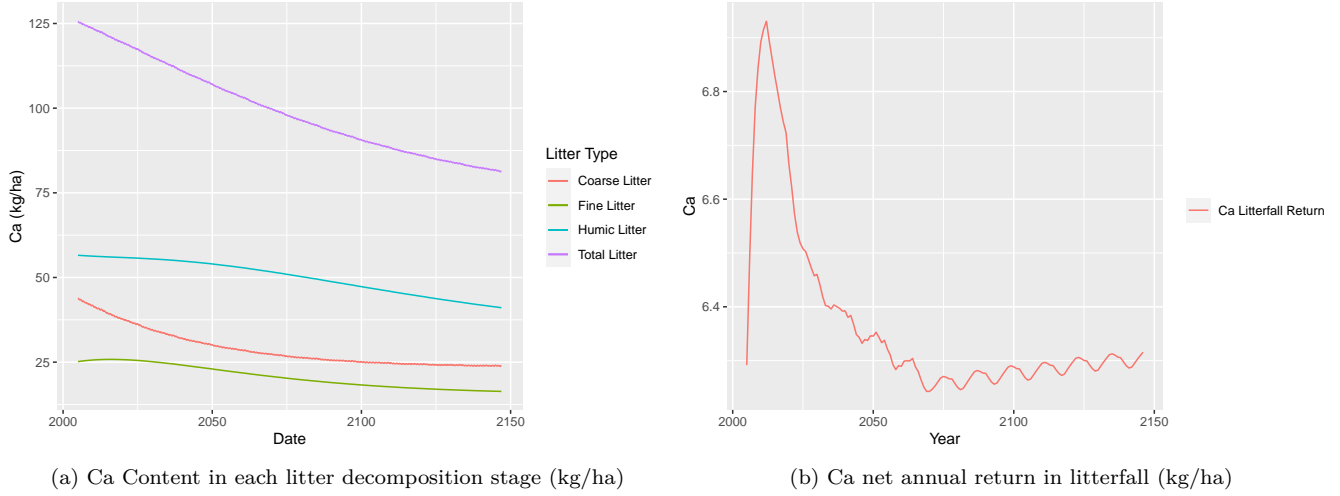 125
100
75
50
25
Ca (kg/ha)
2000
2050
2100
2150
Date
Litter Type
Coarse Litter
Fine Litter
Humic Litter
Total Litter
(a) Ca Content in each litter decomposition stage (kg/ha)
6.8
6.6
6.4
Ca
2000
2050
2100
2150
Year
Ca Litterfall Return
(b) Ca net annual return in litterfall (kg/ha)